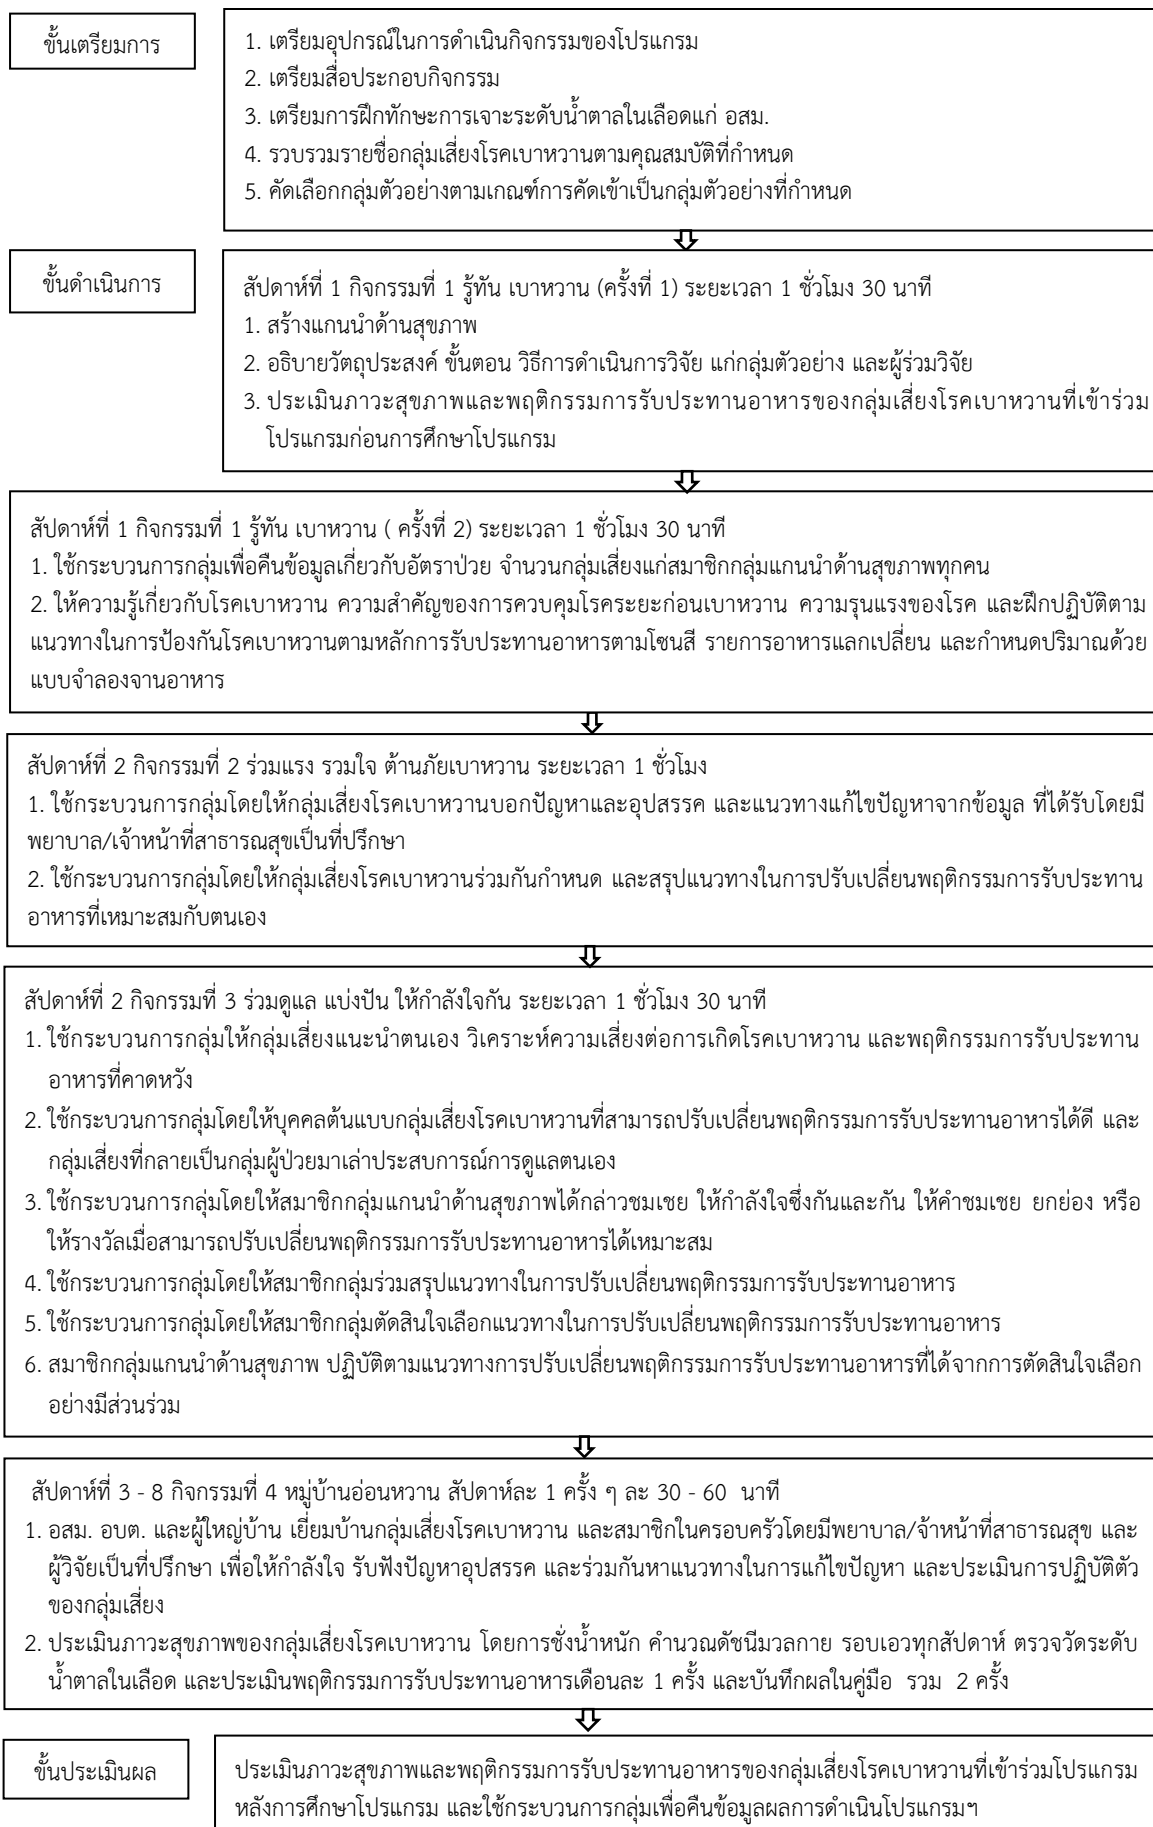 ขั้นเตรียมการ
1. เตรียมอุปกรณ์ในการดำเนินกิจกรรมของโปรแกรม
2. เตรียมสื่อประกอบกิจกรรม
3. เตรียมการฝึกทักษะการเจาะระดับน้ำตาลในเลือดแก่ อสม.
4. รวบรวมรายชื่อกลุ่มเสี่ยงโรคเบาหวานตามคุณสมบัติที่กำหนด
5. คัดเลือกกลุ่มตัวอย่างตามเกณฑ์การคัดเข้าเป็นกลุ่มตัวอย่างที่กำหนด
ขั้นดำเนินการ
สัปดาห์ที่ 1 กิจกรรมที่ 1 รู้ทัน เบาหวาน (ครั้งที่ 1) ระยะเวลา 1 ชั่วโมง 30 นาที
1. สร้างแกนนำด้านสุขภาพ
2. อธิบายวัตถุประสงค์ ขั้นตอน วิธีการดำเนินการวิจัย แก่กลุ่มตัวอย่าง และผู้ร่วมวิจัย
3. ประเมินภาวะสุขภาพและพฤติกรรมการรับประทานอาหารของกลุ่มเสี่ยงโรคเบาหวานที่เข้าร่วม
โปรแกรมก่อนการศึกษาโปรแกรม
สัปดาห์ที่ 1 กิจกรรมที่ 1 รู้ทัน เบาหวาน ( ครั้งที่ 2) ระยะเวลา 1 ชั่วโมง 30 นาที
1. ใช้กระบวนการกลุ่มเพื่อคืนข้อมูลเกี่ยวกับอัตราป่วย จำนวนกลุ่มเสี่ยงแก่สมาชิกกลุ่มแกนนำด้านสุขภาพทุกคน
2. ให้ความรู้เกี่ยวกับโรคเบาหวาน ความสำคัญของการควบคุมโรคระยะก่อนเบาหวาน ความรุนแรงของโรค และฝึกปฏิบัติตาม
แนวทางในการป้องกันโรคเบาหวานตามหลักการรับประทานอาหารตามโซนสี รายการอาหารแลกเปลี่ยน และกำหนดปริมาณด้วย
แบบจำลองจานอาหาร
สัปดาห์ที่ 2 กิจกรรมที่ 2 ร่วมแรง รวมใจ ต้านภัยเบาหวาน ระยะเวลา 1 ชั่วโมง
1. ใช้กระบวนการกลุ่มโดยให้กลุ่มเสี่ยงโรคเบาหวานบอกปัญหาและอุปสรรค และแนวทางแก้ไขปัญหาจากข้อมูล ที่ได้รับโดยมี
พยาบาล/เจ้าหน้าที่สาธารณสุขเป็นที่ปรึกษา
2. ใช้กระบวนการกลุ่มโดยให้กลุ่มเสี่ยงโรคเบาหวานร่วมกันกำหนด และสรุปแนวทางในการปรับเปลี่ยนพฤติกรรมการรับประทาน
อาหารที่เหมาะสมกับตนเอง
สัปดาห์ที่ 2 กิจกรรมที่ 3 ร่วมดูแล แบ่งปัน ให้กำลังใจกัน ระยะเวลา 1 ชั่วโมง 30 นาที
1. ใช้กระบวนการกลุ่มให้กลุ่มเสี่ยงแนะนำตนเอง วิเคราะห์ความเสี่ยงต่อการเกิดโรคเบาหวาน และพฤติกรรมการรับประทาน
อาหารที่คาดหวัง
2. ใช้กระบวนการกลุ่มโดยให้บุคคลต้นแบบกลุ่มเสี่ยงโรคเบาหวานที่สามารถปรับเปลี่ยนพฤติกรรมการรับประทานอาหารได้ดี และ
กลุ่มเสี่ยงที่กลายเป็นกลุ่มผู้ป่วยมาเล่าประสบการณ์การดูแลตนเอง
3. ใช้กระบวนการกลุ่มโดยให้สมาชิกกลุ่มแกนนำด้านสุขภาพได้กล่าวชมเชย ให้กำลังใจซึ่งกันและกัน ให้คำชมเชย ยกย่อง หรือ
ให้รางวัลเมื่อสามารถปรับเปลี่ยนพฤติกรรมการรับประทานอาหารได้เหมาะสม
4. ใช้กระบวนการกลุ่มโดยให้สมาชิกกลุ่มร่วมสรุปแนวทางในการปรับเปลี่ยนพฤติกรรมการรับประทานอาหาร
5. ใช้กระบวนการกลุ่มโดยให้สมาชิกกลุ่มตัดสินใจเลือกแนวทางในการปรับเปลี่ยนพฤติกรรมการรับประทานอาหาร
6. สมาชิกกลุ่มแกนนำด้านสุขภาพ ปฏิบัติตามแนวทางการปรับเปลี่ยนพฤติกรรมการรับประทานอาหารที่ได้จากการตัดสินใจเลือก
อย่างมีส่วนร่วม
สัปดาห์ที่ 3 - 8 กิจกรรมที่ 4 หมู่บ้านอ่อนหวาน สัปดาห์ละ 1 ครั้ง ๆ ละ 30 - 60 นาที
1. อสม. อบต. และผู้ใหญ่บ้าน เยี่ยมบ้านกลุ่มเสี่ยงโรคเบาหวาน และสมาชิกในครอบครัวโดยมีพยาบาล/จ้าหน้าที่สาธารณสุข และ
ผู้วิจัยเป็นที่ปรึกษา เพื่อให้กำลังใจ รับฟังปัญหาอุปสรรค และร่วมกันหาแนวทางในการแก้ไขปัญหา และประเมินการปฏิบัติตัว
ของกลุ่มเสี่ยง
2. ประเมินภาวะสุขภาพของกลุ่มเสี่ยงโรคเบาหวาน โดยการชั่งน้ำหนัก คำนวณดัชนีมวลกาย รอบเอวทุกสัปดาห์ ตรวจวัดระดับ
น้ำตาลในเลือด และประเมินพฤติกรรมการรับประทานอาหารเดือนละ 1 ครั้ง และบันทึกผลในคู่มือ รวม 2 ครั้ง
ขั้นประเมินผล
ประเมินภาวะสุขภาพและพฤติกรรมการรับประทานอาหารของกลุ่มเสี่ยงโรคเบาหวานที่เข้าร่วมโปรแกรม
หลังการศึกษาโปรแกรม และใช้กระบวนการกลุ่มเพื่อคืนข้อมูลผลการดำเนินโปรแกรมฯ